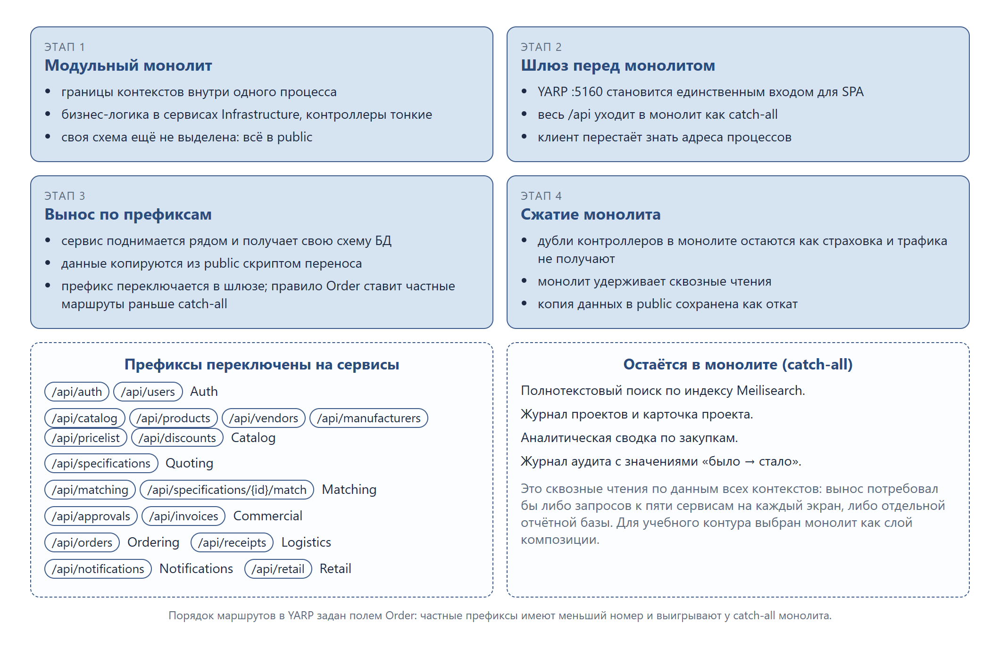 ЭТАП 1
Модульный монолит
• границы контекстов внутри одного процесса
• бизнес-логика в сервисах Infrastructure, контроллеры тонкие
• своя схема ещё не выделена: всё в public
ЭТАП 2
Шлюз перед монолитом
• YARP :5160 становится единственным входом для SPA
• весь /api уходит в монолит как catch-all
• клиент перестаёт знать адреса процессов
ЭТАП 3
Вынос по префиксам
• сервис поднимается рядом и получает свою схему БД
• данные копируются из public скриптом переноса
• префикс переключается в шлюзе; правило Order ставит частные
маршруты раньше catch-all
ЭТАП 4
Сжатие монолита
• дубли контроллеров в монолите остаются как страховка и трафика
не получают
• монолит удерживает сквозные чтения
• копия данных в public сохранена как откат
Префиксы переключены на сервисы
/api/auth /api/users Auth
/api/catalog /api/products /api/vendors /api/manufacturers
/api/pricelist /api/discounts Catalog
/api/specifications Quoting
/api/matching /api/specifications/{id}/match Matching
/api/approvals /api/invoices Commercial
/api/orders Ordering /api/receipts Logistics
/api/notifications Notifications /api/retail Retail
Остаётся в монолите (catch-all)
Полнотекстовый поиск по индексу Meilisearch.
Журнал проектов и карточка проекта.
Аналитическая сводка по закупкам.
Журнал аудита с значениями «было → стало».
Это сквозные чтения по данным всех контекстов: вынос потребовал
бы либо запросов к пяти сервисам на каждый экран, либо отдельной
отчётной базы. Для учебного контура выбран монолит как слой
композиции.
Порядок маршрутов в YARP задан полем Order: частные префиксы имеют меньший номер и выигрывают у catch-all монолита.